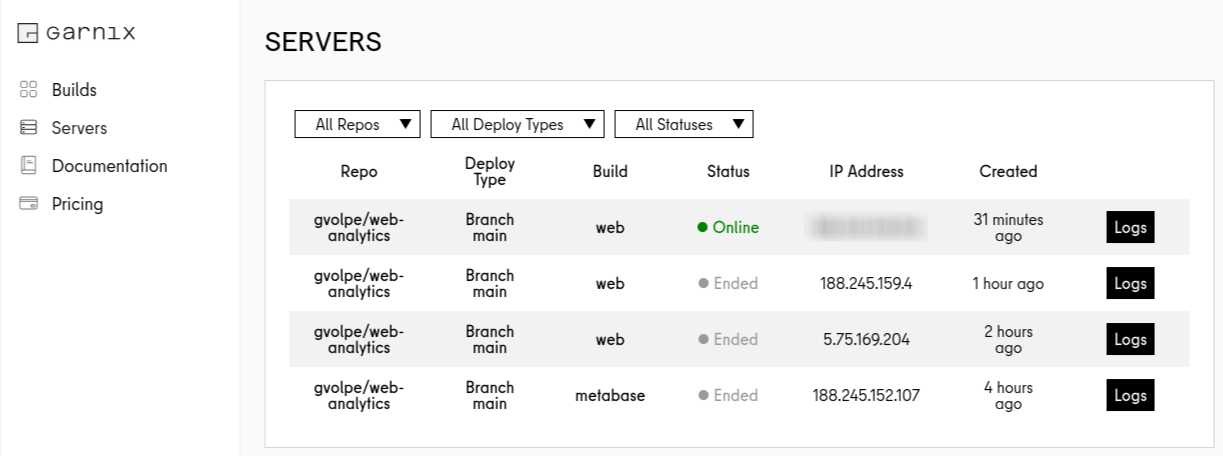 garnix
SERVERS
Builds
Servers
Documentation
Pricing
All Repos ▼ All Deploy Types ▼ All Statuses ▼
Repo Deploy Type Build Status IP Address Created
gvolpe/web-analytics Branch main web Online 31 minutes ago Logs
gvolpe/web-analytics Branch main web Ended 188.245.159.4 1 hour ago Logs
gvolpe/web-analytics Branch main web Ended 5.75.169.204 2 hours ago Logs
gvolpe/web-analytics Branch main metabase Ended 188.245.152.107 4 hours ago Logs